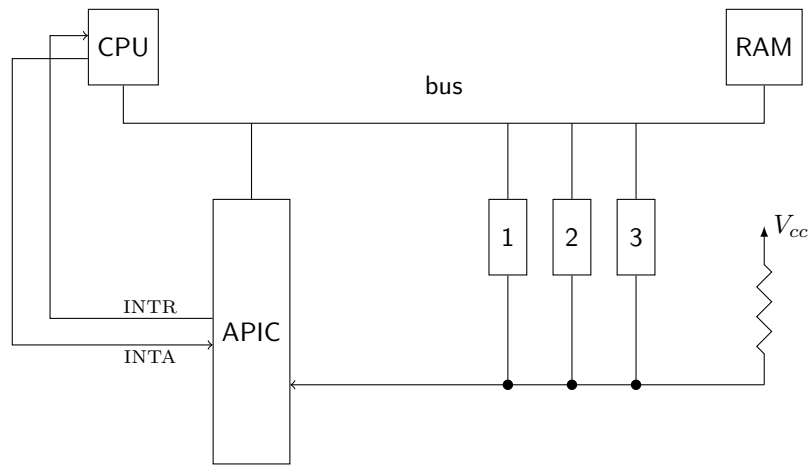 CPU
RAM
bus
1
2
3
V_cc
INTR
APIC
INTA